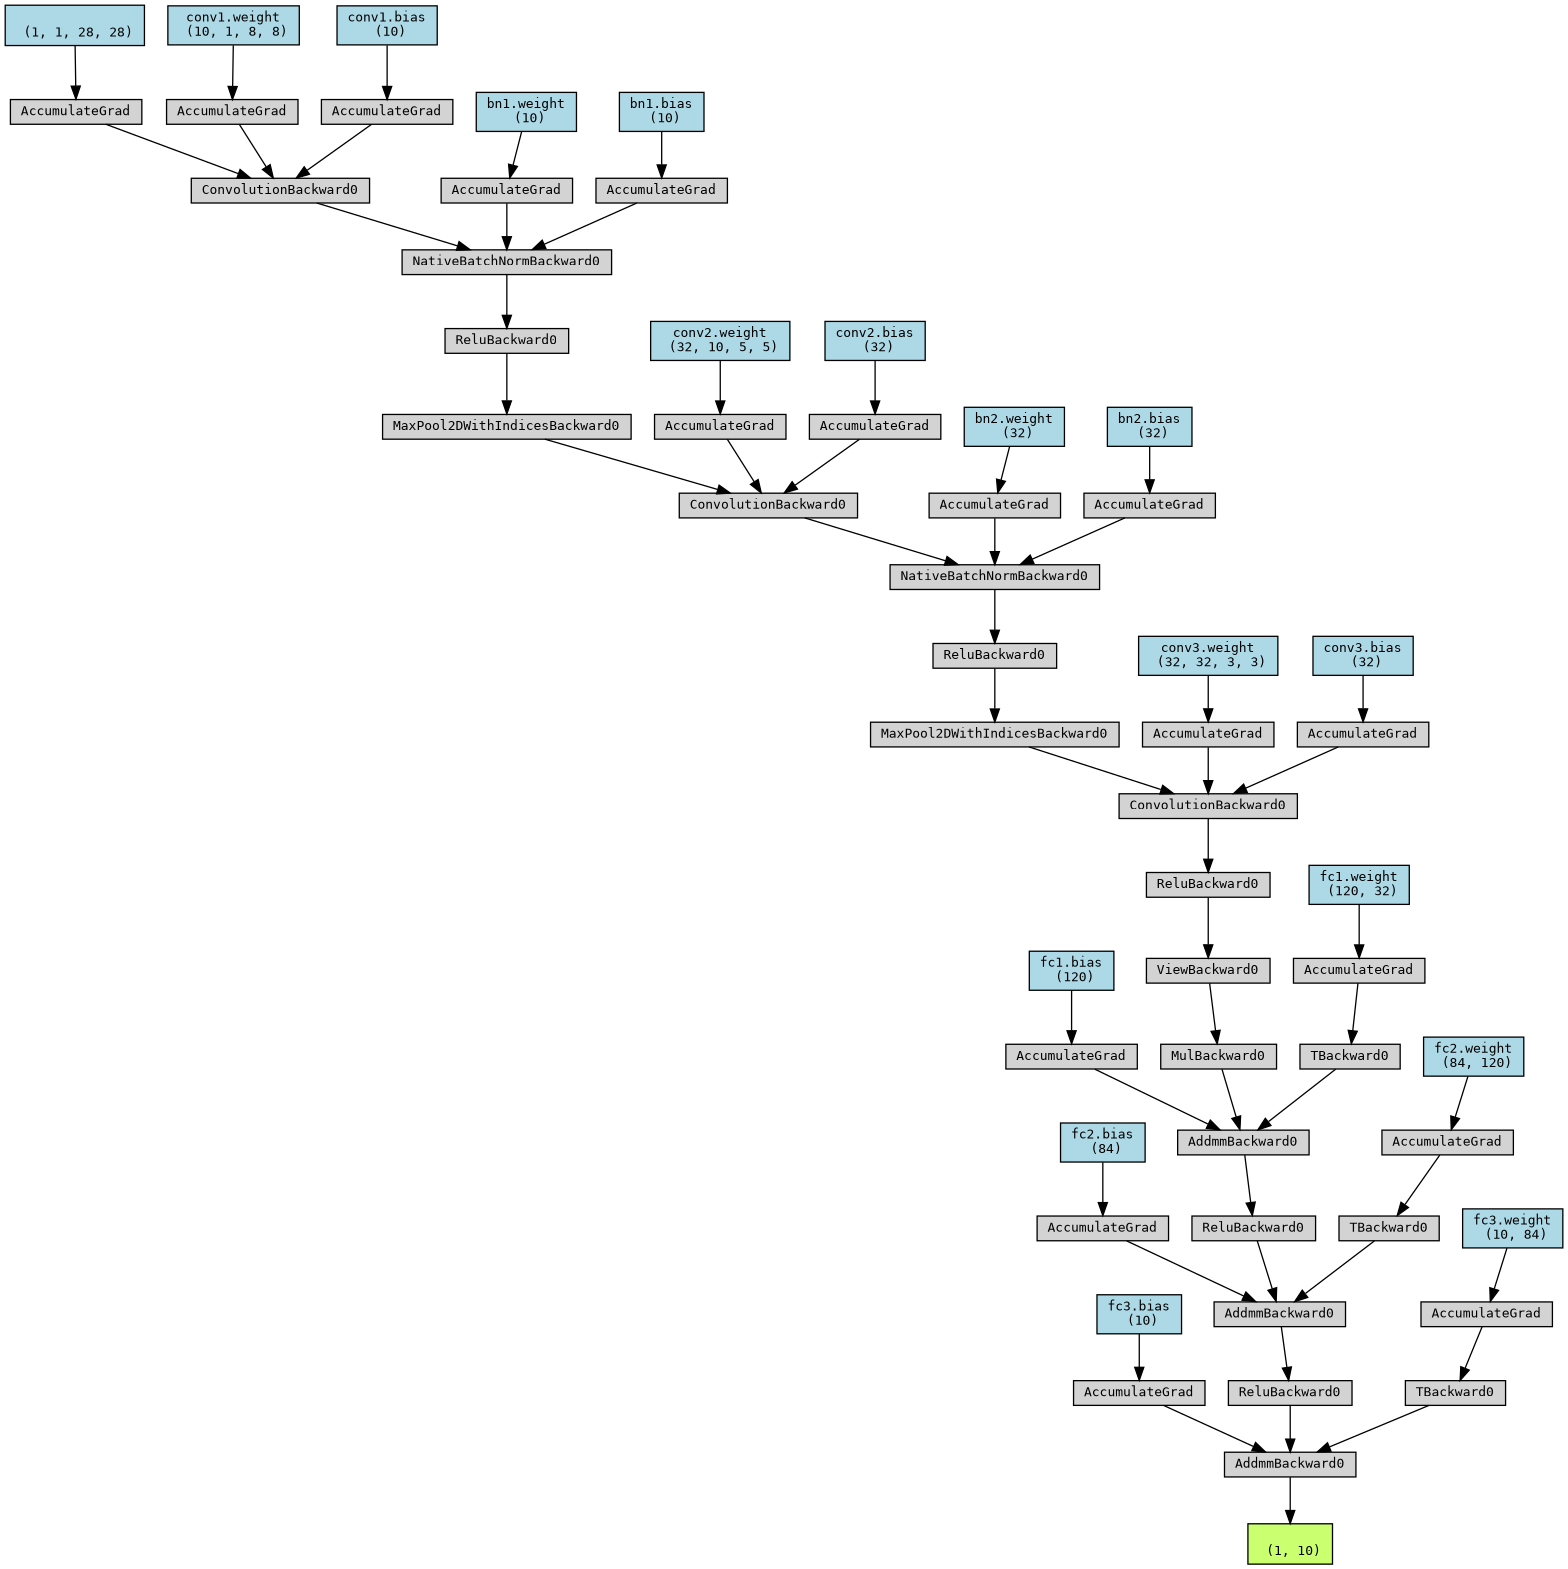 (1, 1, 28, 28)
conv1.weight
(10, 1, 8, 8)
conv1.bias
(10)
AccumulateGrad
AccumulateGrad
AccumulateGrad
bn1.weight
(10)
bn1.bias
(10)
ConvolutionBackward0
AccumulateGrad
AccumulateGrad
NativeBatchNormBackward0
ReluBackward0
conv2.weight
(32, 10, 5, 5)
conv2.bias
(32)
MaxPool2DWithIndicesBackward0
AccumulateGrad
AccumulateGrad
bn2.weight
(32)
bn2.bias
(32)
ConvolutionBackward0
AccumulateGrad
AccumulateGrad
NativeBatchNormBackward0
ReluBackward0
conv3.weight
(32, 32, 3, 3)
conv3.bias
(32)
MaxPool2DWithIndicesBackward0
AccumulateGrad
AccumulateGrad
ConvolutionBackward0
ReluBackward0
fc1.weight
(120, 32)
fc1.bias
(120)
ViewBackward0
AccumulateGrad
AccumulateGrad
MulBackward0
TBackward0
fc2.weight
(84, 120)
fc2.bias
(84)
AddmmBackward0
AccumulateGrad
AccumulateGrad
ReluBackward0
TBackward0
fc3.weight
(10, 84)
fc3.bias
(10)
AddmmBackward0
AccumulateGrad
AccumulateGrad
ReluBackward0
TBackward0
AddmmBackward0
(1, 10)